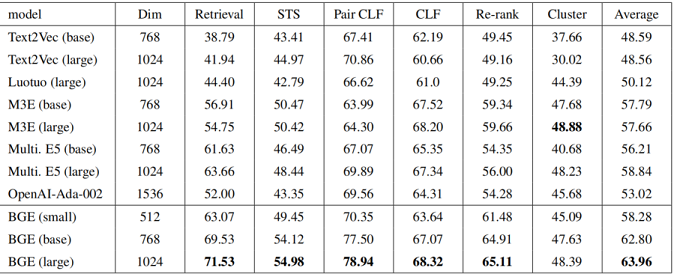 model Dim Retrieval STS Pair CLF CLF Re-rank Cluster Average
Text2Vec (base) 768 38.79 43.41 67.41 62.19 49.45 37.66 48.59
Text2Vec (large) 1024 41.94 44.97 70.86 60.66 49.16 30.02 48.56
Luotuo (large) 1024 44.40 42.79 66.62 61.0 49.25 44.39 50.12
M3E (base) 768 56.91 50.47 63.99 67.52 59.34 47.68 57.79
M3E (large) 1024 54.75 50.42 64.30 68.20 59.66 48.88 57.66
Multi. E5 (base) 768 61.63 46.49 67.07 65.35 54.35 40.68 56.21
Multi. E5 (large) 1024 63.66 48.44 69.89 67.34 56.00 48.23 58.84
OpenAI-Ada-002 1536 52.00 43.35 69.56 64.31 54.28 45.68 53.02
BGE (small) 512 63.07 49.45 70.35 63.64 61.48 45.09 58.28
BGE (base) 768 69.53 54.12 77.50 67.07 64.91 47.63 62.80
BGE (large) 1024 71.53 54.98 78.94 68.32 65.11 48.39 63.96